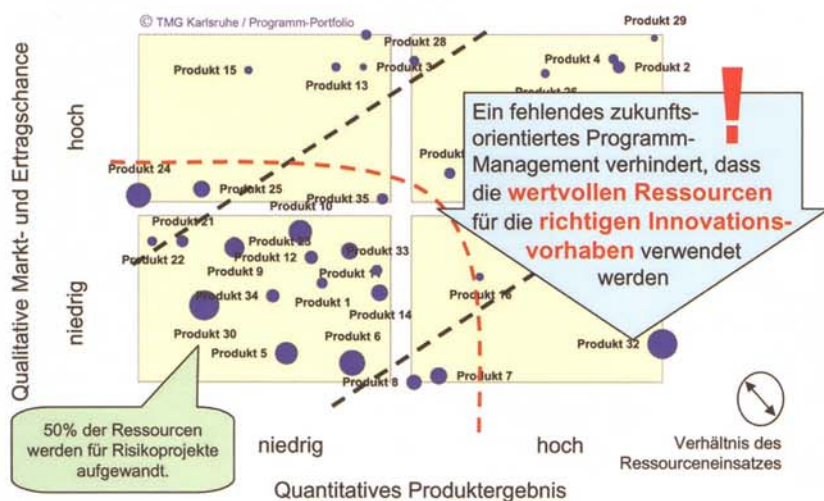 © TMG Karlsruhe / Programm-Portfolio
Produkt 29
Produkt 28
Produkt 15
Produkt 13
Produkt 3
Produkt 4
Produkt 2
Qualitative Markt- und Ertragschance
hoch
niedrig
!
Ein fehlendes zukunfts-
orientiertes Programm-
Management verhindert, dass
die wertvollen Ressourcen
für die richtigen Innovations-
vorhaben verwendet
werden
Produkt 24
Produkt 25
Produkt 35
Produkt 10
Produkt 21
Produkt 22
Produkt 23
Produkt 33
Produkt 12
Produkt 9
Produkt 11
Produkt 34
Produkt 1
Produkt 16
Produkt 14
Produkt 30
Produkt 6
Produkt 5
Produkt 32
Produkt 8
Produkt 7
50% der Ressourcen
werden für Risikoprojekte
aufgewandt.
niedrig
hoch
Verhältnis des
Ressourceneinsatzes
Quantitatives Produktergebnis